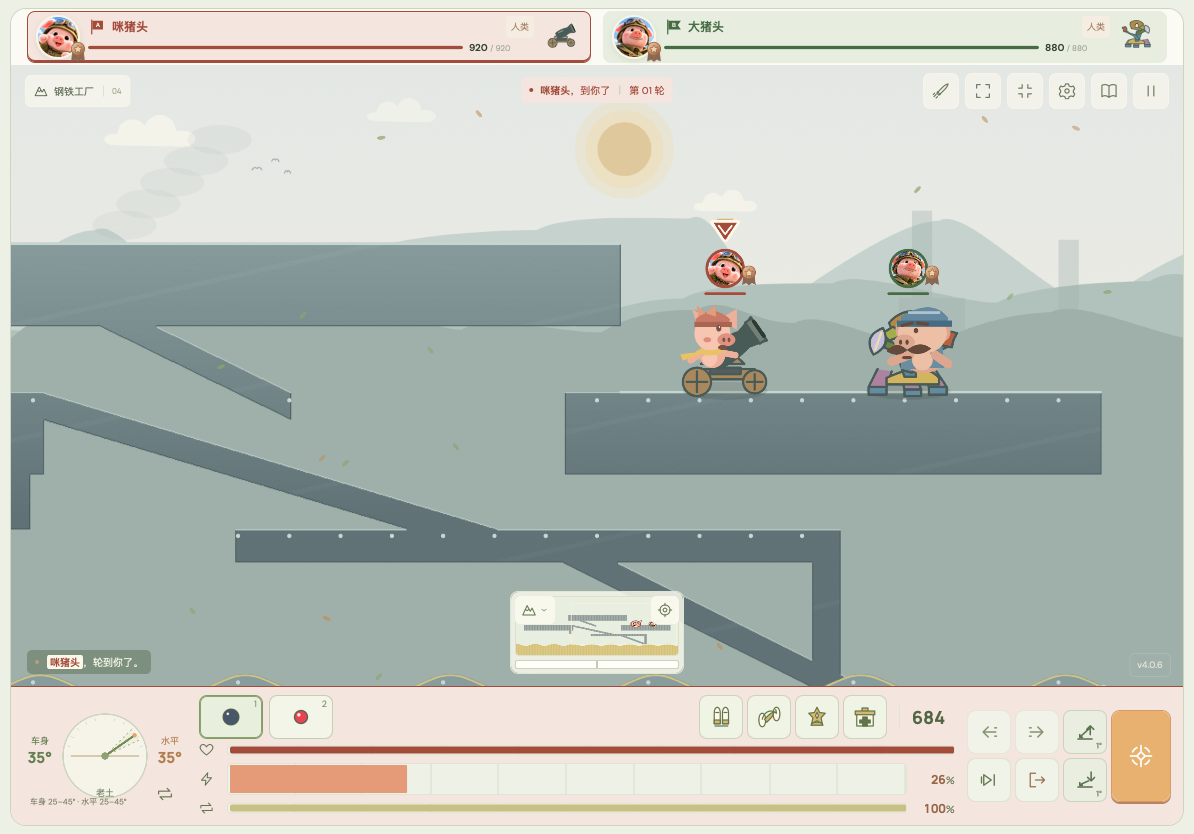 咪猪头
人类
920 / 920
大猪头
人类
880 / 880
钢铁工厂 04
咪猪头，到你了 第 01 轮
咪猪头，轮到你了。
v4.0.6
1
2
684
车身
35°
水平
35°
老土
车身 25–45° · 水平 25–45°
26%
100%
1°
1°